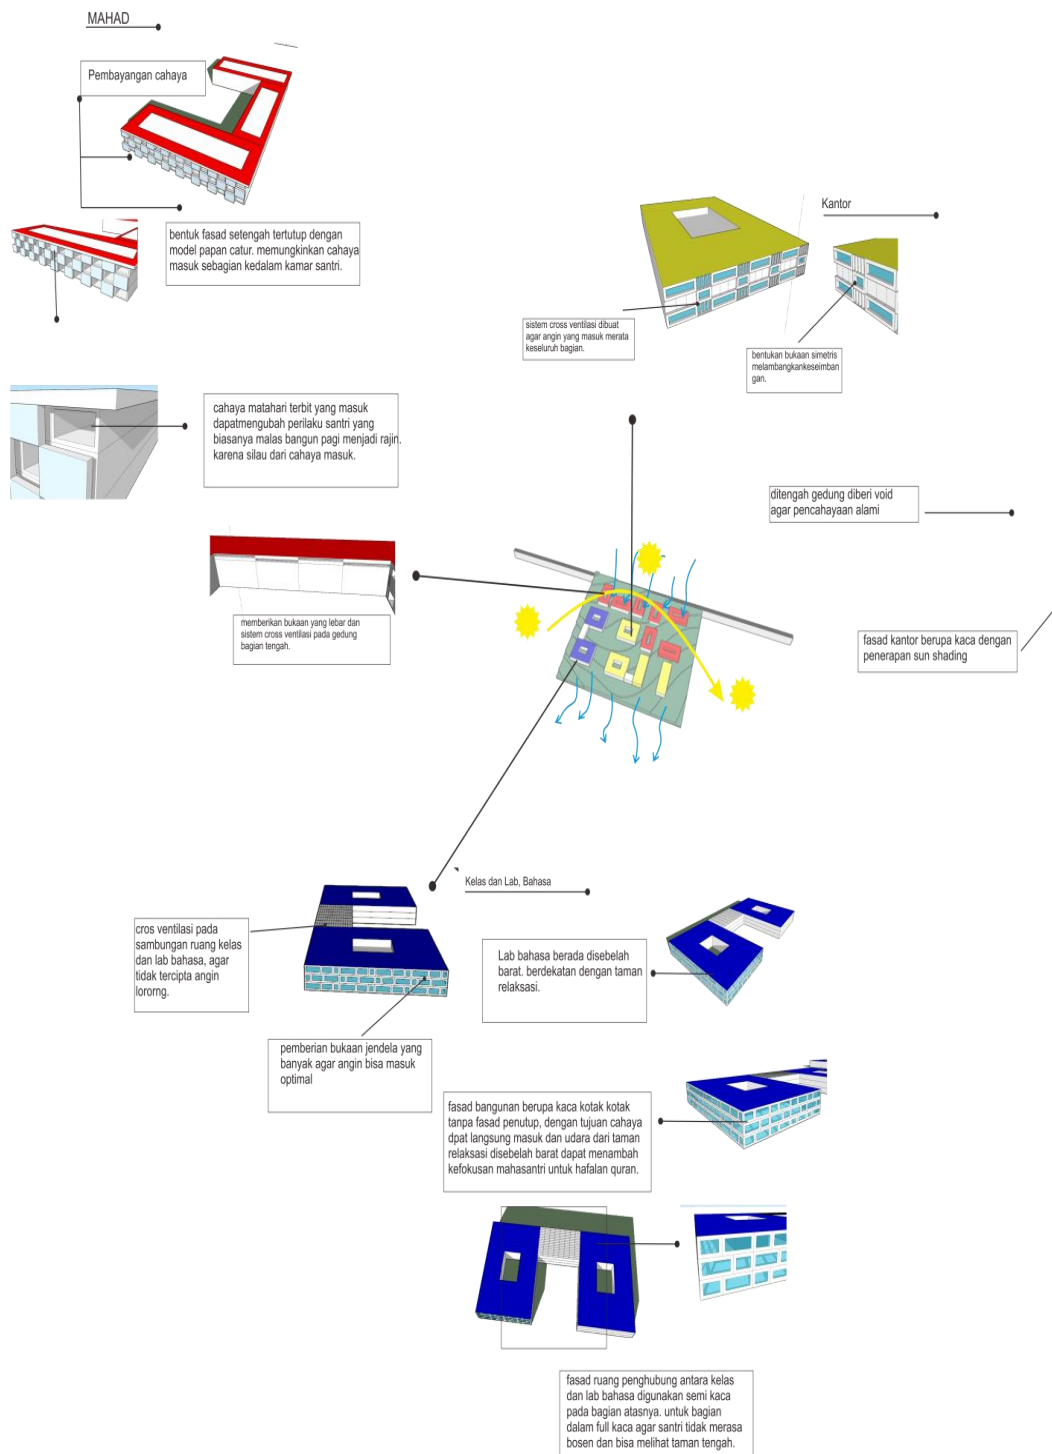 MAHAD
Pembayangan cahaya
bentuk fasad setengah tertutup dengan
model papan catur. memungkinkan cahaya
masuk sebagian kedalam kamar santri.
Kantor
sistem cross ventilasi dibuat
agar angin yang masuk merata
keseluruh bagian.
bentukan bukaan simetris
melambangkankeseimban
gan.
cahaya matahari terbit yang masuk
dapatmengubah perilaku santri yang
biasanya malas bangun pagi menjadi rajin.
karena silau dari cahaya masuk.
ditengah gedung diberi void
agar pencahayaan alami
memberikan bukaan yang lebar dan
sistem cross ventilasi pada gedung
bagian tengah.
fasad kantor berupa kaca dengan
penerapan sun shading
Kelas dan Lab, Bahasa
cros ventilasi pada
sambungan ruang kelas
dan lab bahasa, agar
tidak tercipta angin
lororng.
Lab bahasa berada disebelah
barat. berdekatan dengan taman
relaksasi.
pemberian bukaan jendela yang
banyak agar angin bisa masuk
optimal
fasad bangunan berupa kaca kotak kotak
tanpa fasad penutup, dengan tujuan cahaya
dpat langsung masuk dan udara dari taman
relaksasi disebelah barat dapat menambah
kefokusan mahasantri untuk hafalan quran.
fasad ruang penghubung antara kelas
dan lab bahasa digunakan semi kaca
pada bagian atasnya. untuk bagian
dalam full kaca agar santri tidak merasa
bosen dan bisa melihat taman tengah.